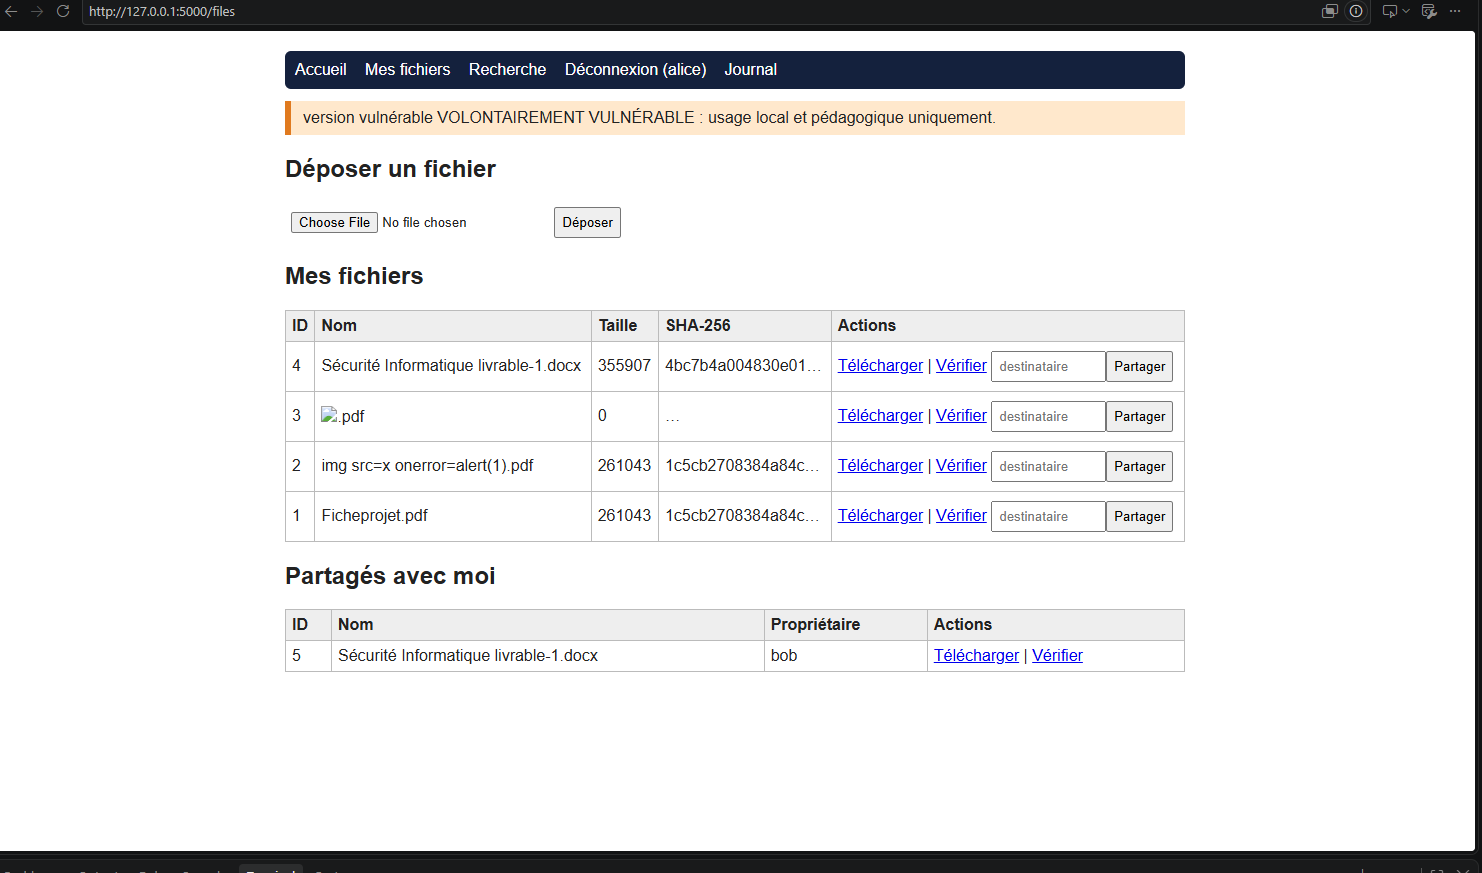 http://127.0.0.1:5000/files
Accueil Mes fichiers Recherche Déconnexion (alice) Journal
version vulnérable VOLONTAIREMENT VULNÉRABLE : usage local et pédagogique uniquement.
Déposer un fichier
Choose File No file chosen Déposer
Mes fichiers
ID Nom Taille SHA-256 Actions
4 Sécurité Informatique livrable-1.docx 355907 4bc7b4a004830e01… Télécharger | Vérifier destinataire Partager
3 .pdf 0 … Télécharger | Vérifier destinataire Partager
2 img src=x onerror=alert(1).pdf 261043 1c5cb2708384a84c… Télécharger | Vérifier destinataire Partager
1 Ficheprojet.pdf 261043 1c5cb2708384a84c… Télécharger | Vérifier destinataire Partager
Partagés avec moi
ID Nom Propriétaire Actions
5 Sécurité Informatique livrable-1.docx bob Télécharger | Vérifier